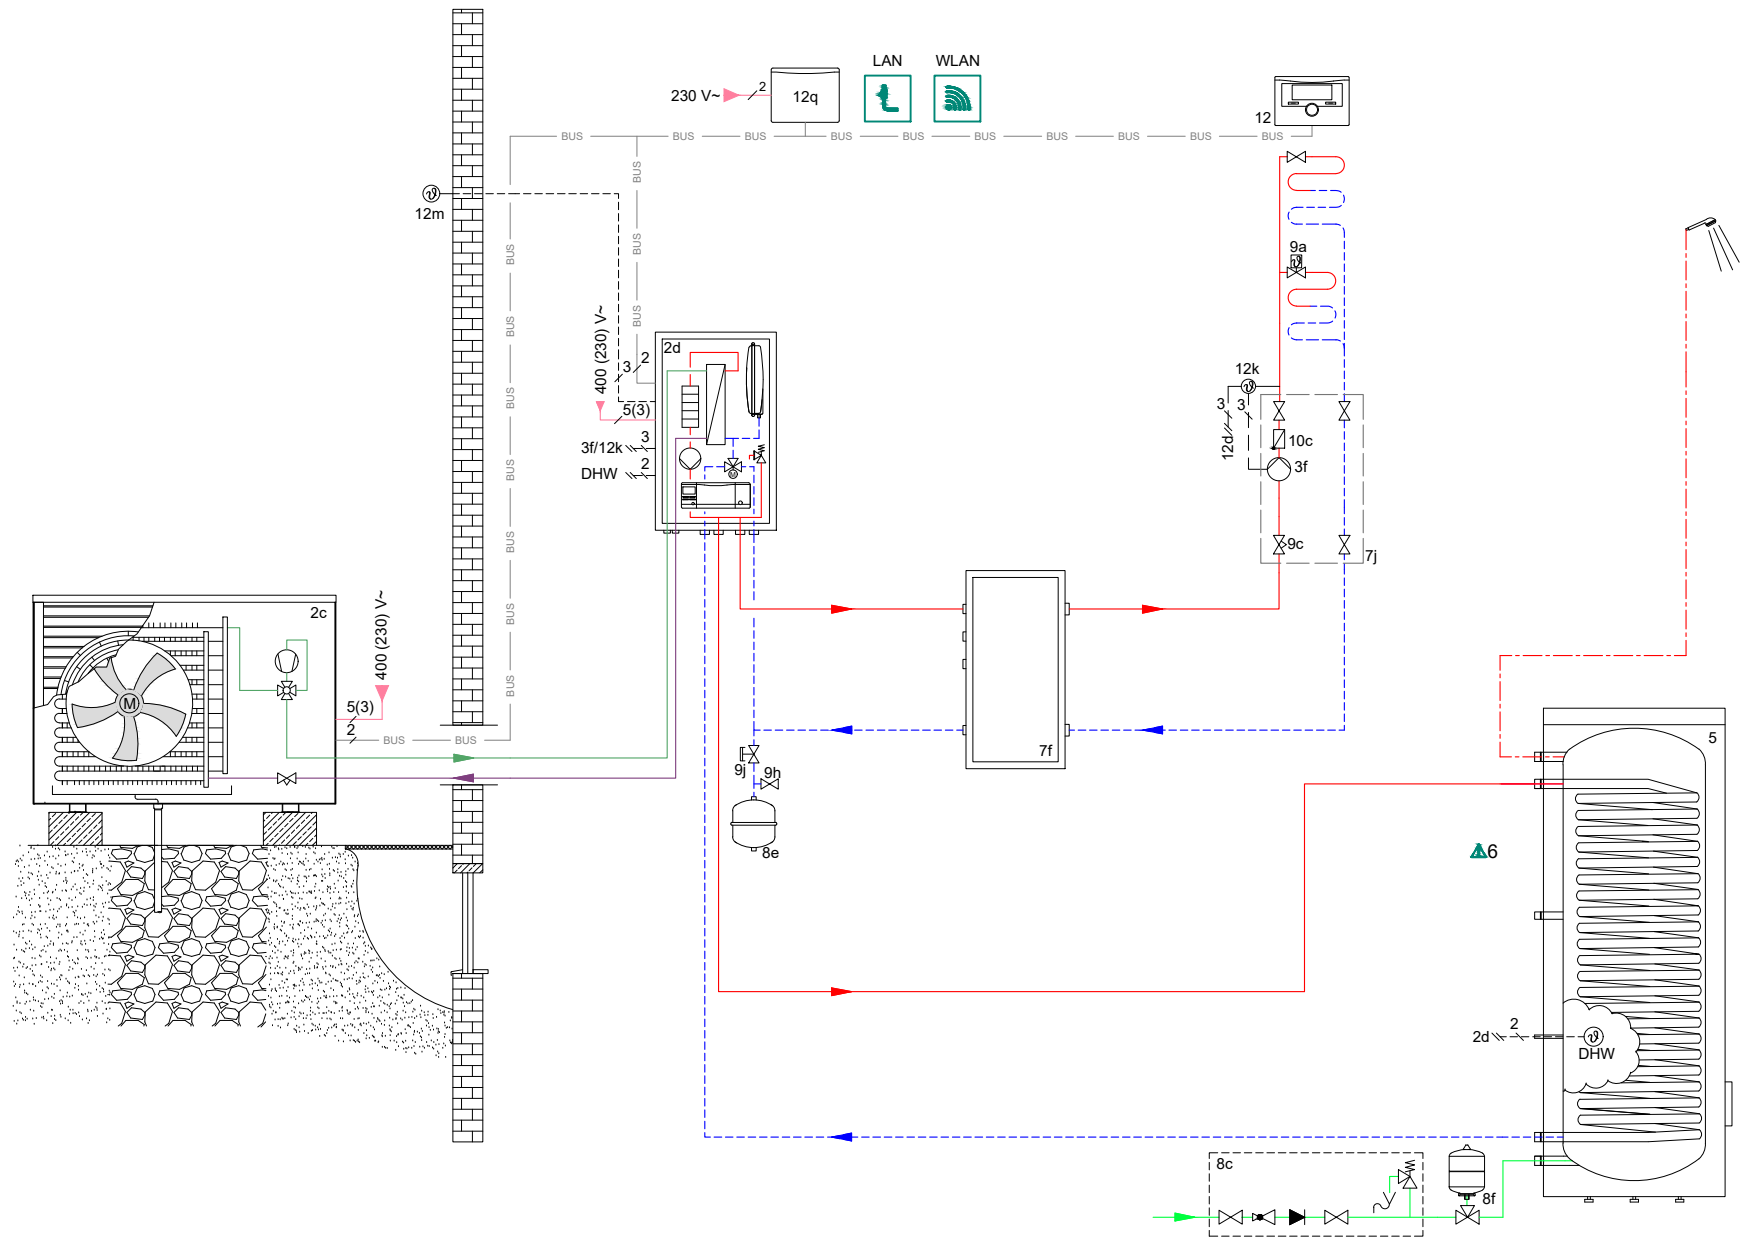 LAN
WLAN
230 V~
2
12q
12
BUS
BUS
BUS
BUS
BUS
BUS
BUS
BUS
BUS
BUS
BUS
BUS
12m
BUS
BUS
BUS
BUS
BUS
BUS
BUS
9a
400 (230) V~
3
2
2d
12k
5(3)
3
3
3f/12k
3
12d
10c
DHW
2
3f
9c
7j
2c
400 (230) V~
M
5(3)
2
BUS
BUS
7f
5
9j
9h
8e
6
2d
2
DHW
8c
8f